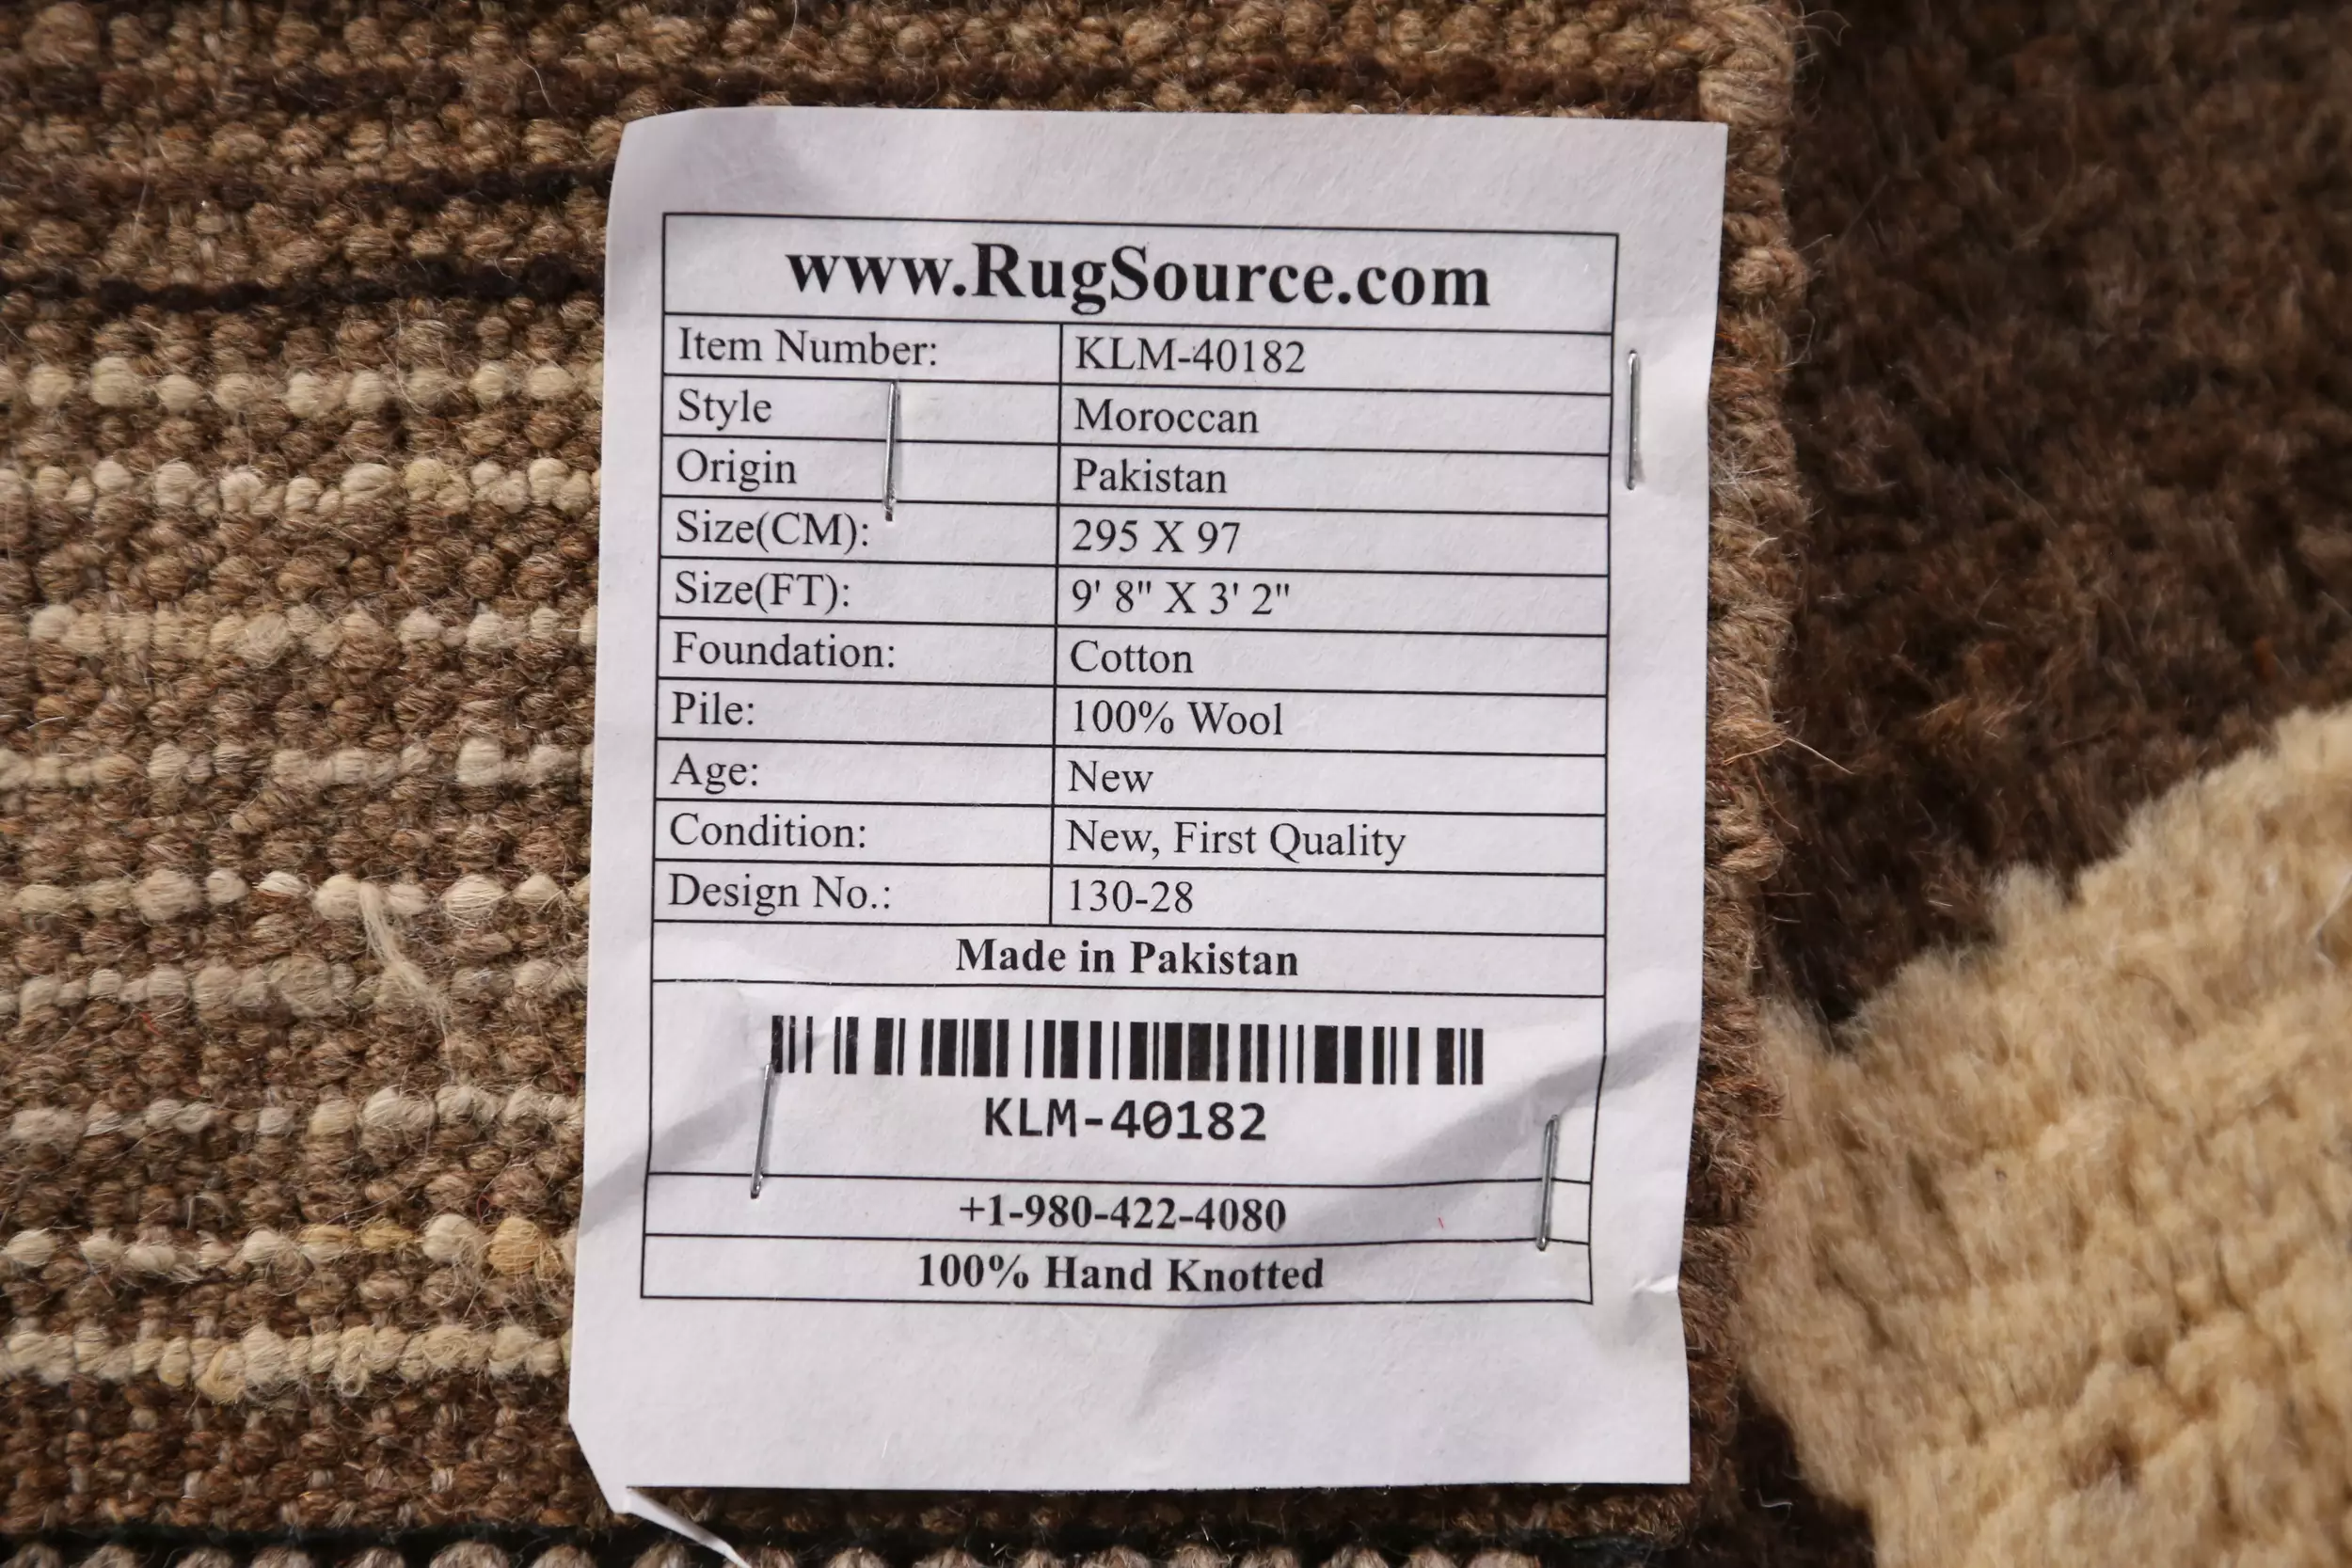 www.RugSource.com
Item Number: KLM-40182
Style Moroccan
Origin Pakistan
Size(CM): 295 X 97
Size(FT): 9' 8" X 3' 2"
Foundation: Cotton
Pile: 100% Wool
Age: New
Condition: New, First Quality
Design No.: 130-28
Made in Pakistan
KLM-40182
+1-980-422-4080
100% Hand Knotted